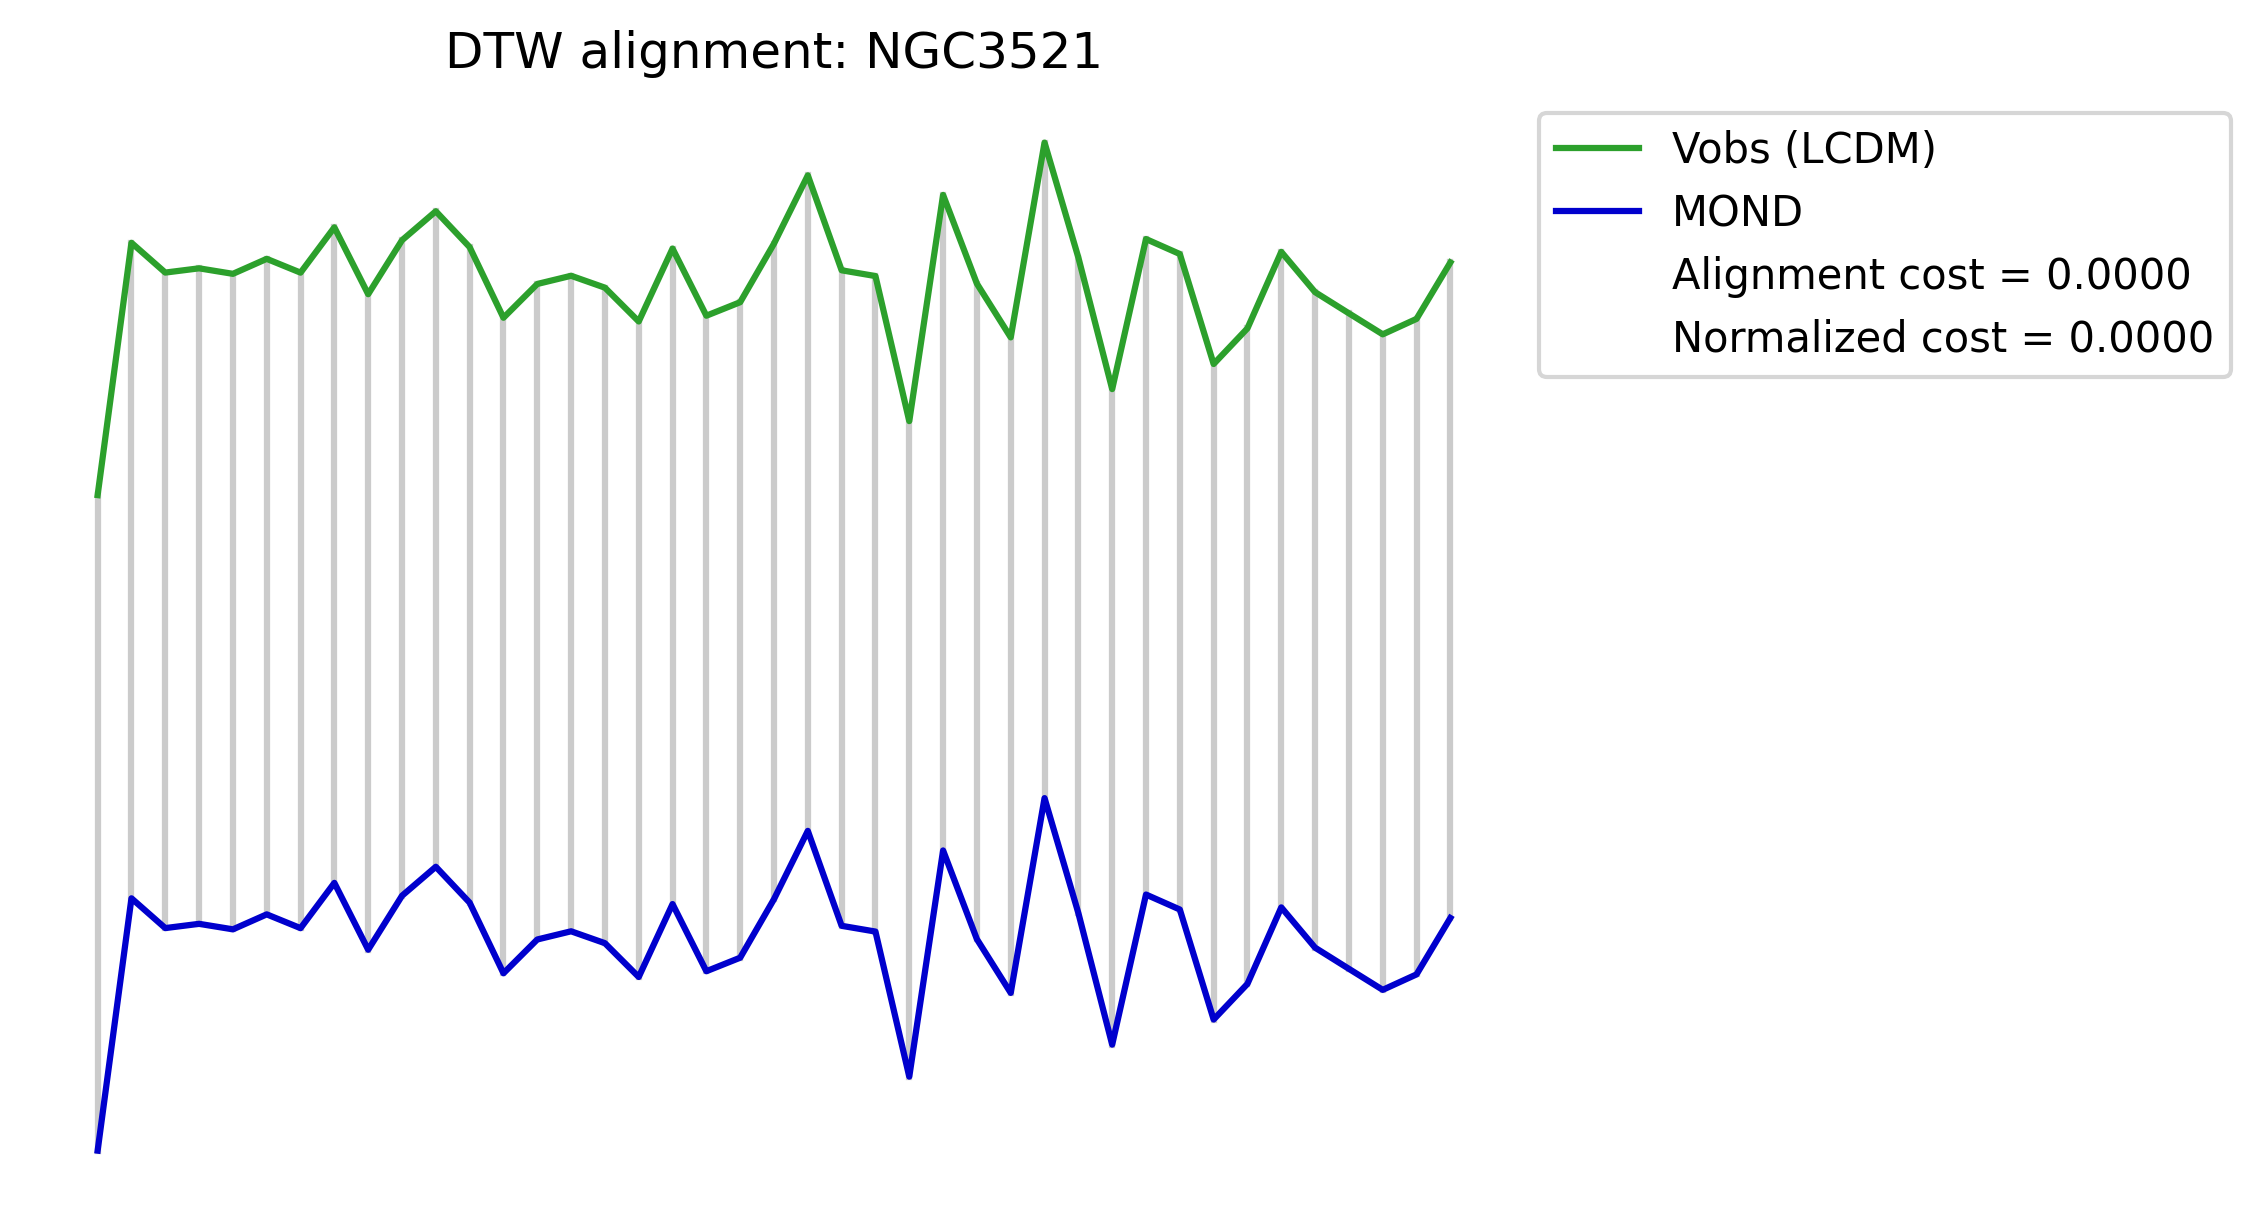 DTW alignment: NGC3521
Vobs (LCDM)
MOND
Alignment cost = 0.0000
Normalized cost = 0.0000